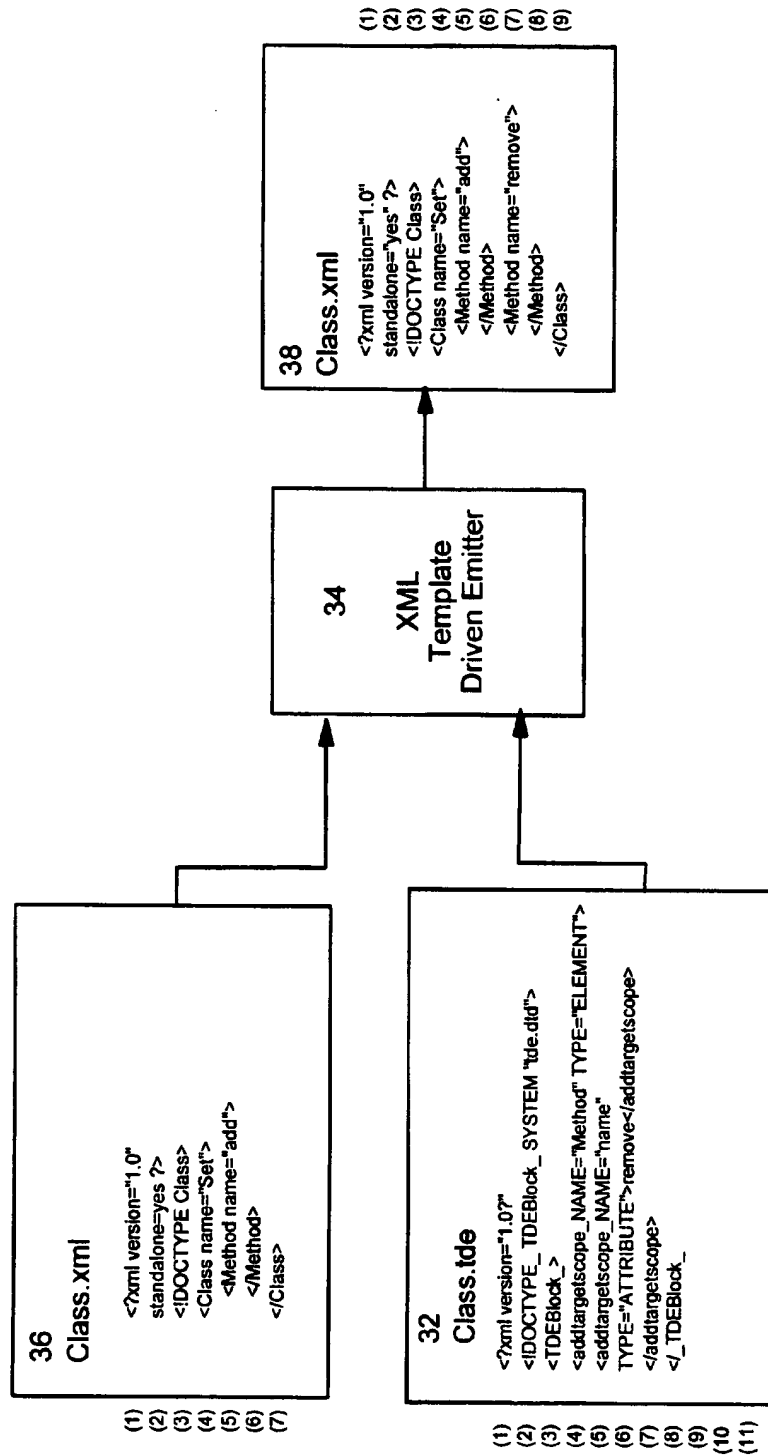 36
Class.xml
(1) <?xml version="1.0"
(2) standalone=yes ?>
(3) <!DOCTYPE Class>
(4) <Class name="Set">
(5) <Method name="add">
(6) </Method>
(7) </Class>
32
Class.tde
(1) <?xml version="1.0?"
(2) <!DOCTYPE_TDEBlock_ SYSTEM "tde.dtd">
(3) <TDEBlock_>
(4) <addtargetscope_NAME="Method" TYPE="ELEMENT">
(5) <addtargetscope_NAME="name"
(6) TYPE="ATTRIBUTE">remove</addtargetscope>
(7) </addtargetscope>
(8) </_TDEBlock_
(9)
(10
(11)
34
XML
Template
Driven Emitter
38
Class.xml
(1) <?xml version="1.0"
(2) standalone="yes" ?>
(3) <!DOCTYPE Class>
(4) <Class name="Set">
(5) <Method name="add">
(6) </Method>
(7) <Method name="remove">
(8) </Method>
(9) </Class>